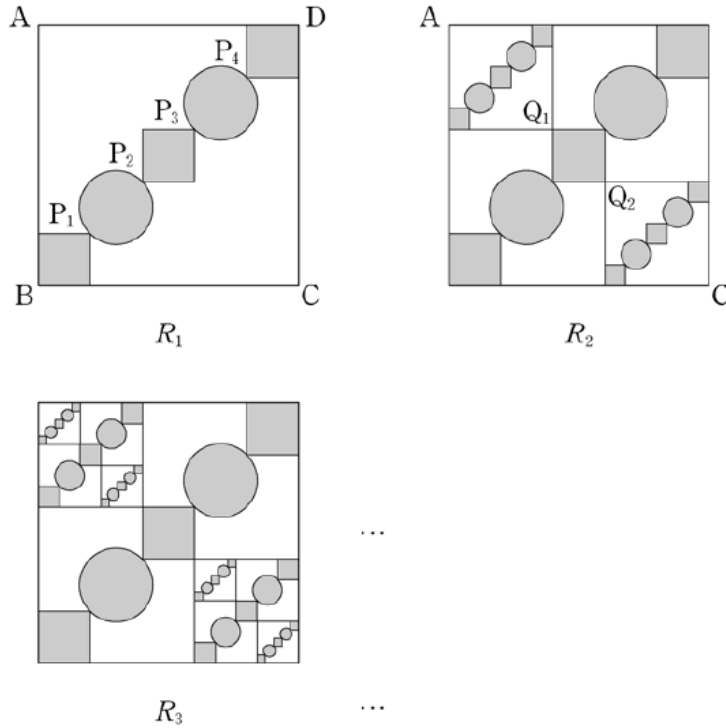 A D A
P₄
P₃ Q₁
P₂
P₁ Q₂
B C C
R₁ R₂
...
R₃ ...